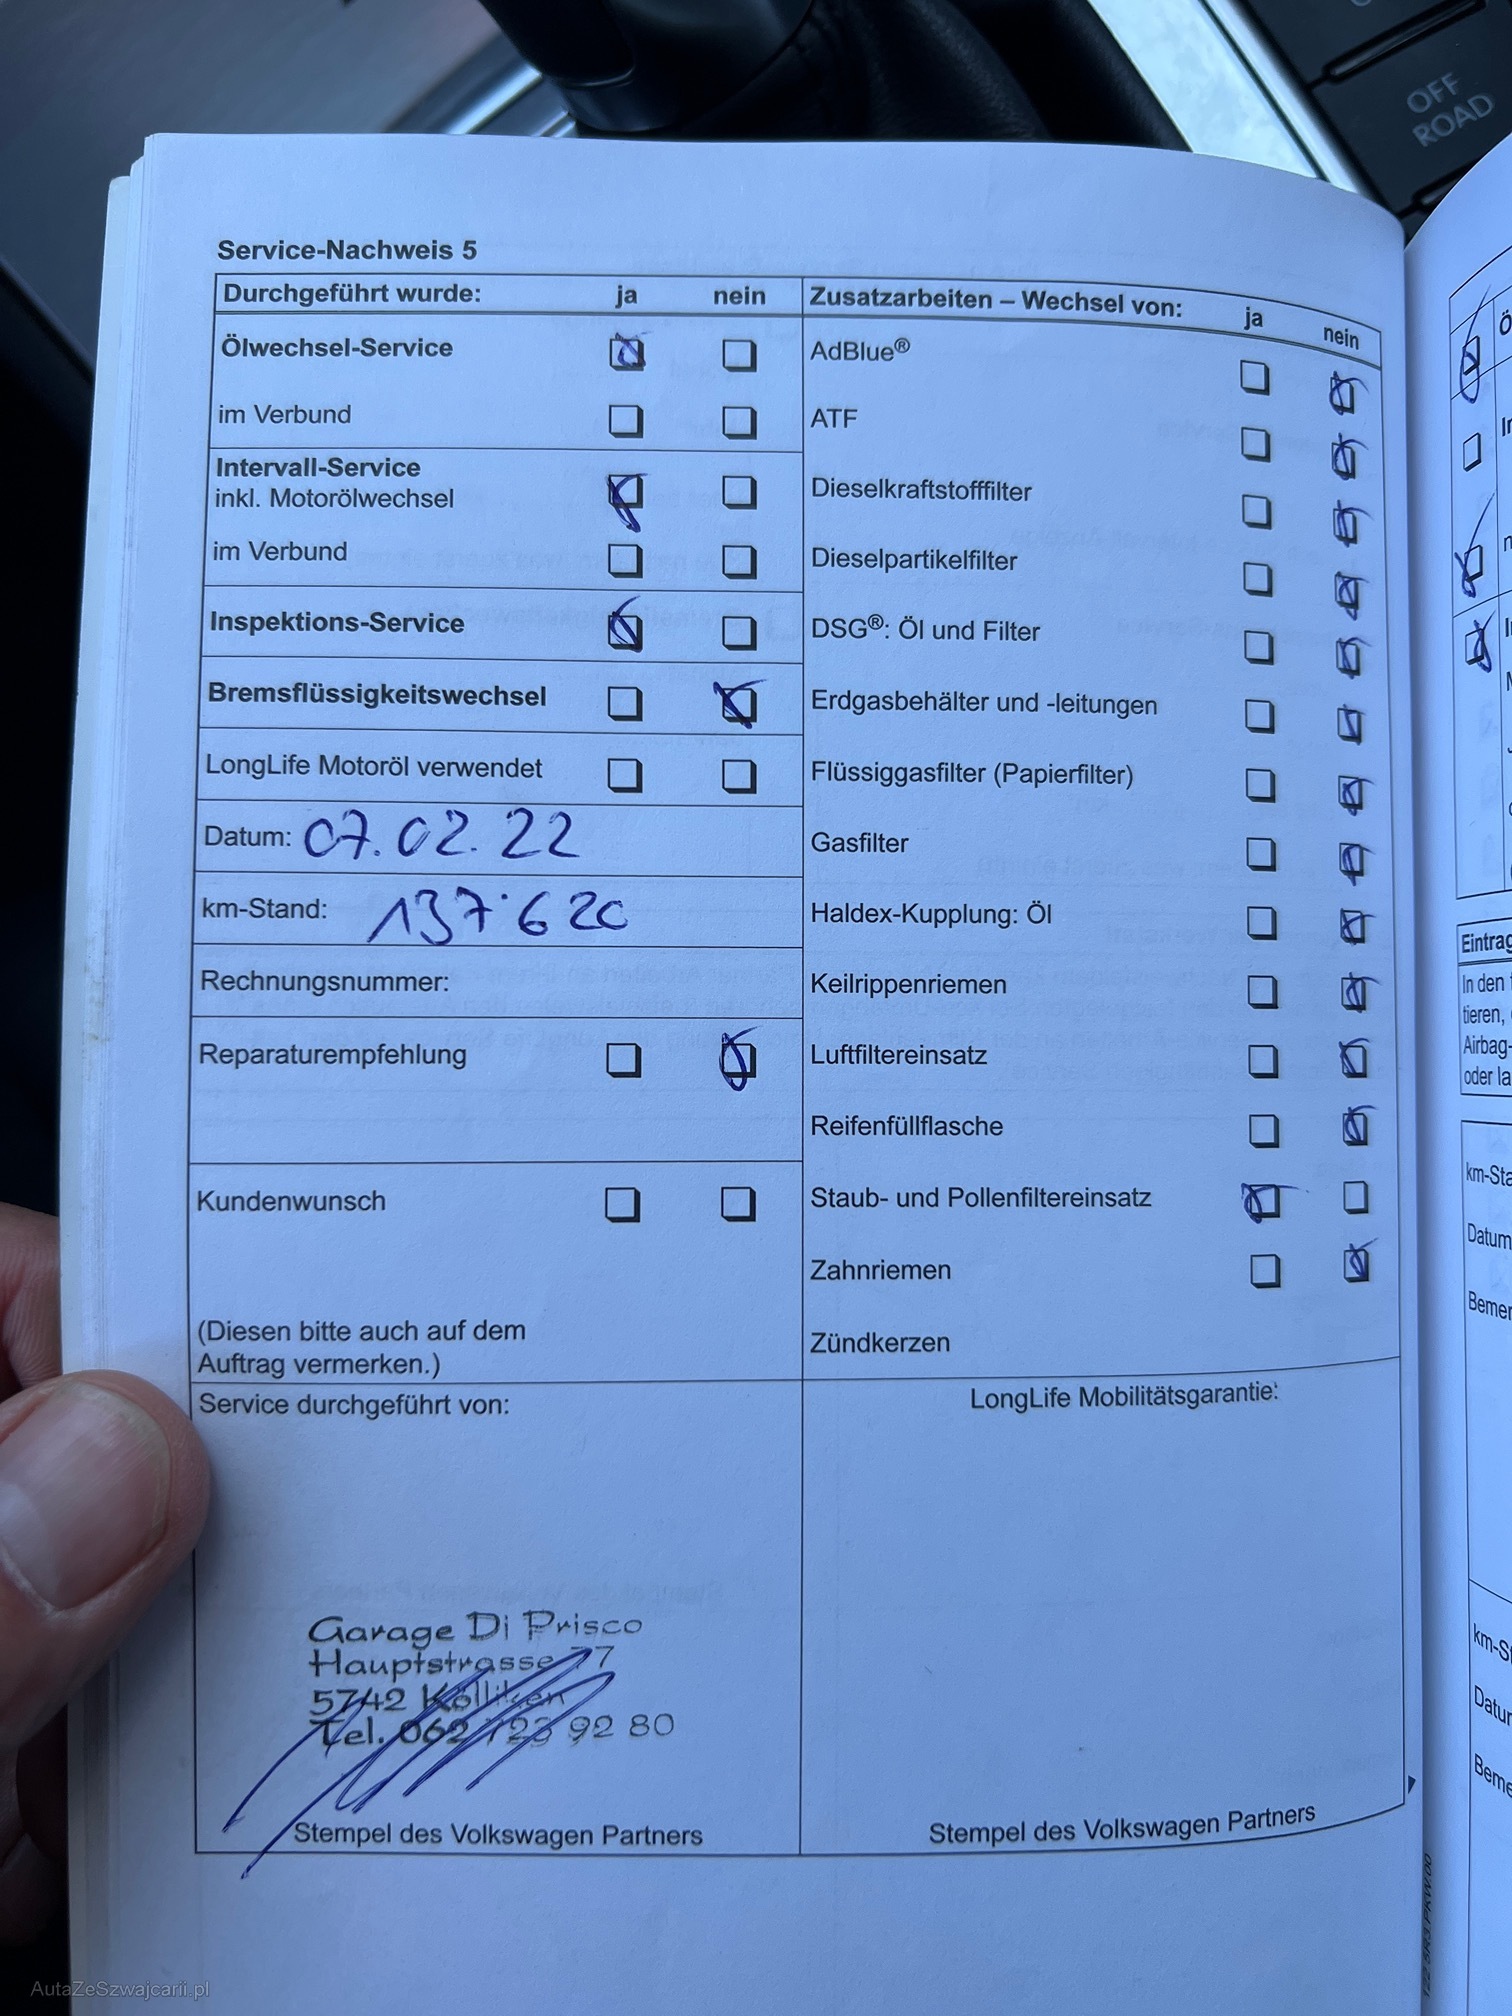 OFF
ROAD
Service-Nachweis 5
Durchgeführt wurde: ja nein
Ölwechsel-Service
im Verbund
Intervall-Service
inkl. Motorölwechsel
im Verbund
Inspektions-Service
Bremsflüssigkeitswechsel
LongLife Motoröl verwendet
Datum: 07.02.22
km-Stand: 137'620
Rechnungsnummer:
Reparaturempfehlung
Kundenwunsch
(Diesen bitte auch auf dem
Auftrag vermerken.)
Service durchgeführt von:
Garage Di Prisco
Hauptstrasse 77
5742 Kölliken
Tel. 062 723 92 80
Stempel des Volkswagen Partners
Zusatzarbeiten – Wechsel von: ja nein
AdBlue®
ATF
Dieselkraftstofffilter
Dieselpartikelfilter
DSG®: Öl und Filter
Erdgasbehälter und -leitungen
Flüssiggasfilter (Papierfilter)
Gasfilter
Haldex-Kupplung: Öl
Keilrippenriemen
Luftfiltereinsatz
Reifenfüllflasche
Staub- und Pollenfiltereinsatz
Zahnriemen
Zündkerzen
LongLife Mobilitätsgarantie:
Stempel des Volkswagen Partners
Eintrag
In den
tieren,
Airbag-
oder la
km-Sta
Datum
Bemer
km-S
Datur
Beme
AutaZeSzwajcarii.pl